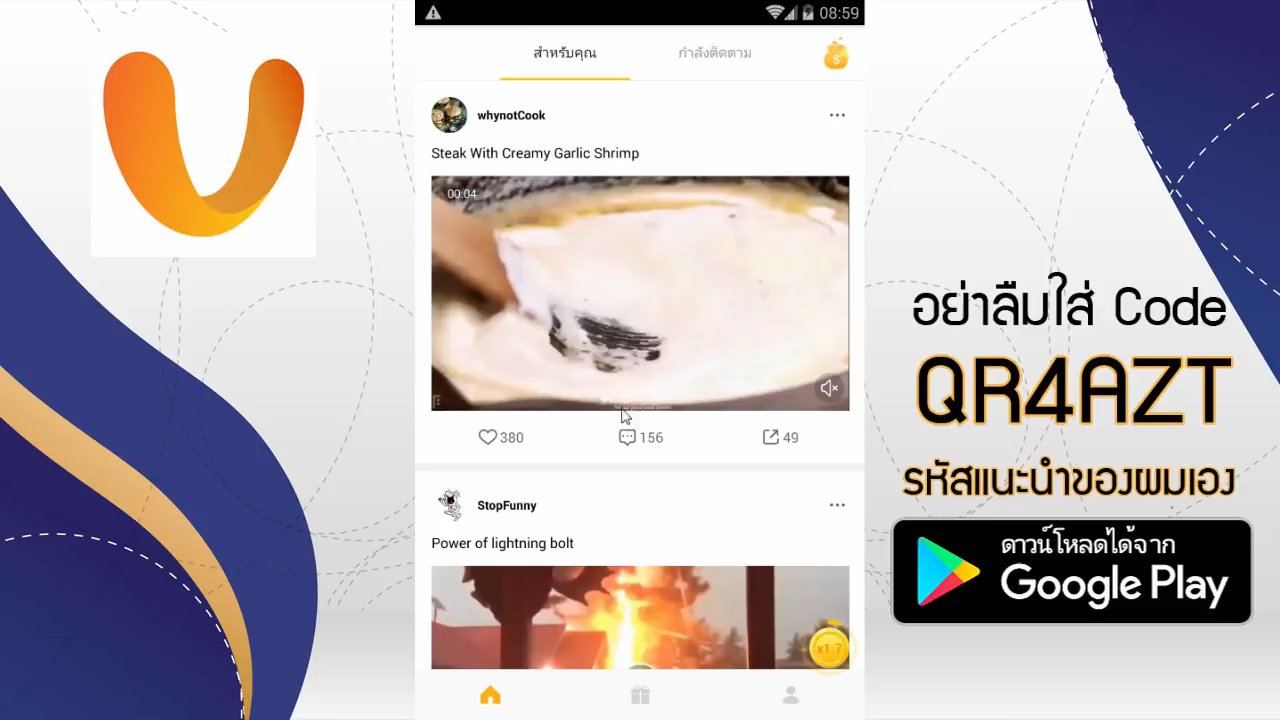 08:59
สำหรับคุณ
กำลังติดตาม
whynotCook
Steak With Creamy Garlic Shrimp
00:04
380
156
49
StopFunny
Power of lightning bolt
x1.7
อย่าลืมใส่ Code
QR4AZT
รหัสแนะนำของผมเอง
ดาวน์โหลดได้จาก
Google Play